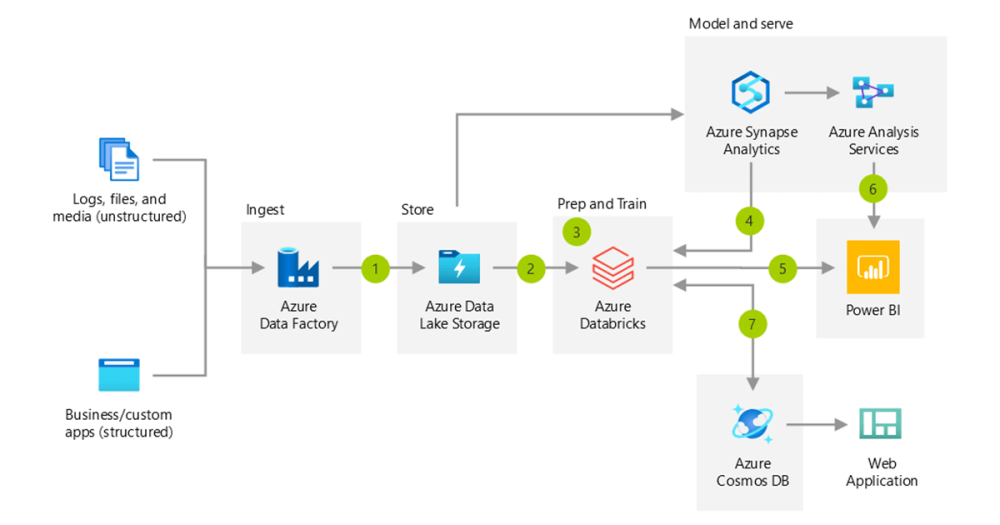 Model and serve
Azure Synapse
Analytics
Azure Analysis
Services
Logs, files, and
media (unstructured)
Ingest
Store
Prep and Train
3
4
6
1
2
5
Azure
Data Factory
Azure Data
Lake Storage
Azure
Databricks
Power BI
7
Business/custom
apps (structured)
Azure
Cosmos DB
Web
Application